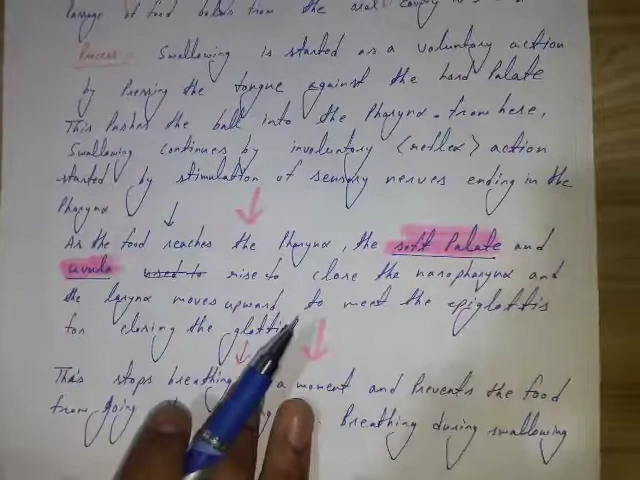 Passage of food bolus from the oral cavity
Process:- Swallowing is started as a voluntary action
by Pressing the tongue against the hard Palate
This Pushes the ball into the Pharynx. from here,
Swallowing continues by involuntary <reflex> action
started by stimulation of sensory nerves ending in the
Pharynx
As the food reaches the Pharynx, the soft Palate and
uvula used to rise to close the nasopharynx and
the larynx moves upward to meet the epiglottis
for closing the glottis
This stops breathing a moment and Prevents the food
from going Breathing during swallowing